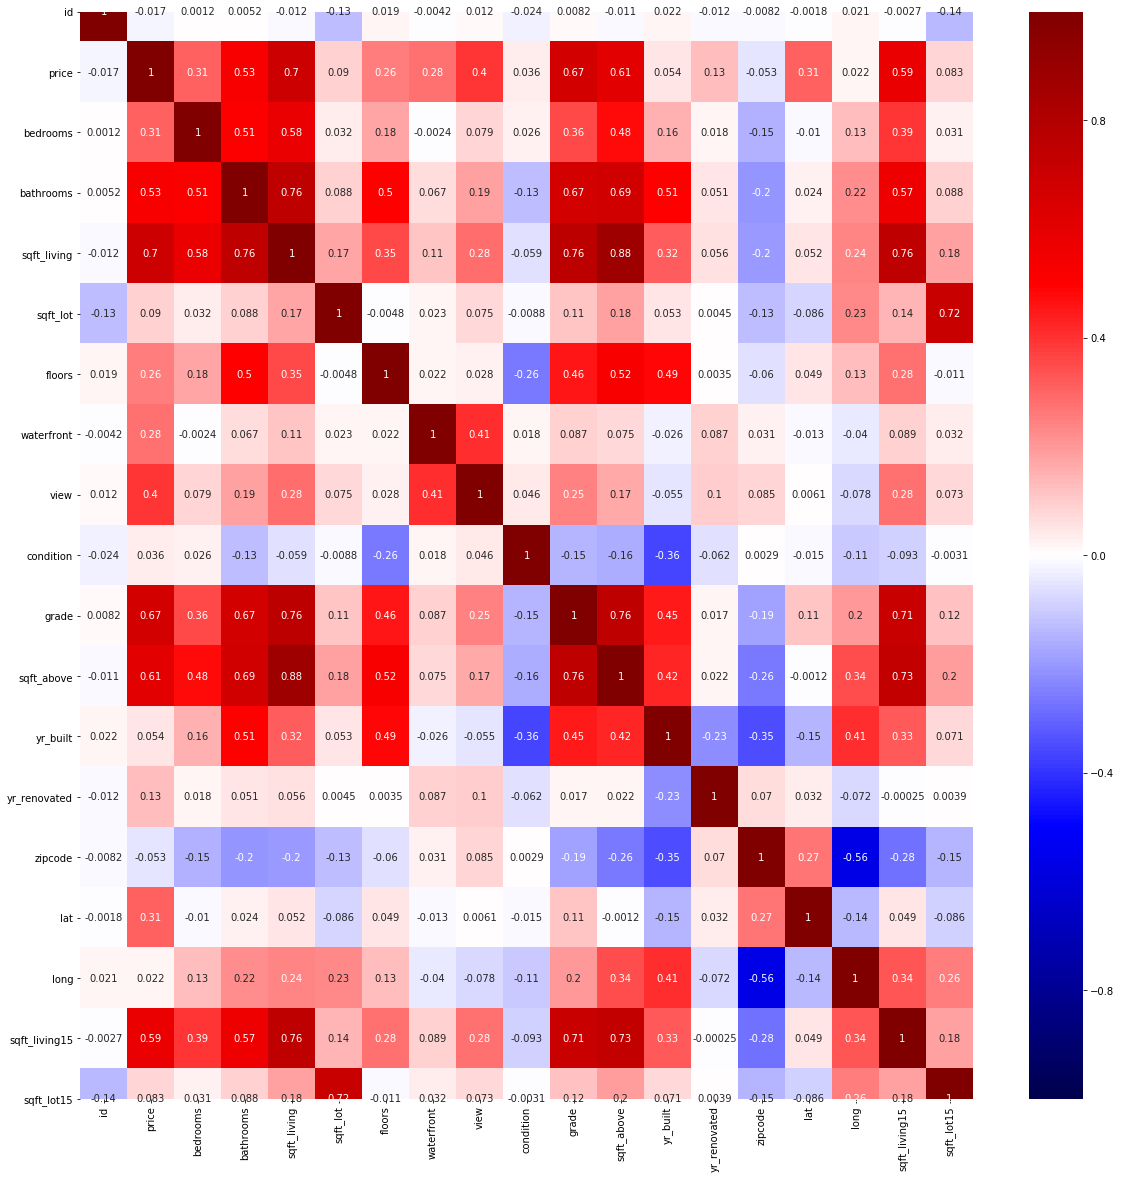 id 1 -0.017 0.0012 0.0052 -0.012 -0.13 0.019 -0.0042 0.012 -0.024 0.0082 -0.011 0.022 -0.012 -0.0082 -0.0018 0.021 -0.0027 -0.14
price -0.017 1 0.31 0.53 0.7 0.09 0.26 0.28 0.4 0.036 0.67 0.61 0.054 0.13 -0.053 0.31 0.022 0.59 0.083
0.8
bedrooms 0.0012 0.31 1 0.51 0.58 0.032 0.18 -0.0024 0.079 0.026 0.36 0.48 0.16 0.018 -0.15 -0.01 0.13 0.39 0.031
bathrooms 0.0052 0.53 0.51 1 0.76 0.088 0.5 0.067 0.19 -0.13 0.67 0.69 0.51 0.051 -0.2 0.024 0.22 0.57 0.088
sqft_living -0.012 0.7 0.58 0.76 1 0.17 0.35 0.11 0.28 -0.059 0.76 0.88 0.32 0.056 -0.2 0.052 0.24 0.76 0.18
sqft_lot -0.13 0.09 0.032 0.088 0.17 1 -0.0048 0.023 0.075 -0.0088 0.11 0.18 0.053 0.0045 -0.13 -0.086 0.23 0.14 0.72
0.4
floors 0.019 0.26 0.18 0.5 0.35 -0.0048 1 0.022 0.028 -0.26 0.46 0.52 0.49 0.0035 -0.06 0.049 0.13 0.28 -0.011
waterfront -0.0042 0.28 -0.0024 0.067 0.11 0.023 0.022 1 0.41 0.018 0.087 0.075 -0.026 0.087 0.031 -0.013 -0.04 0.089 0.032
view 0.012 0.4 0.079 0.19 0.28 0.075 0.028 0.41 1 0.046 0.25 0.17 -0.055 0.1 0.085 0.0061 -0.078 0.28 0.073
condition -0.024 0.036 0.026 -0.13 -0.059 -0.0088 -0.26 0.018 0.046 1 -0.15 -0.16 -0.36 -0.062 0.0029 -0.015 -0.11 -0.093 -0.0031
0.0
grade 0.0082 0.67 0.36 0.67 0.76 0.11 0.46 0.087 0.25 -0.15 1 0.76 0.45 0.017 -0.19 0.11 0.2 0.71 0.12
sqft_above -0.011 0.61 0.48 0.69 0.88 0.18 0.52 0.075 0.17 -0.16 0.76 1 0.42 0.022 -0.26 -0.0012 0.34 0.73 0.2
yr_built 0.022 0.054 0.16 0.51 0.32 0.053 0.49 -0.026 -0.055 -0.36 0.45 0.42 1 -0.23 -0.35 -0.15 0.41 0.33 0.071
−0.4
yr_renovated -0.012 0.13 0.018 0.051 0.056 0.0045 0.0035 0.087 0.1 -0.062 0.017 0.022 -0.23 1 0.07 0.032 -0.072 -0.00025 0.0039
zipcode -0.0082 -0.053 -0.15 -0.2 -0.2 -0.13 -0.06 0.031 0.085 0.0029 -0.19 -0.26 -0.35 0.07 1 0.27 -0.56 -0.28 -0.15
lat -0.0018 0.31 -0.01 0.024 0.052 -0.086 0.049 -0.013 0.0061 -0.015 0.11 -0.0012 -0.15 0.032 0.27 1 -0.14 0.049 -0.086
long 0.021 0.022 0.13 0.22 0.24 0.23 0.13 -0.04 -0.078 -0.11 0.2 0.34 0.41 -0.072 -0.56 -0.14 1 0.34 0.26
−0.8
sqft_living15 -0.0027 0.59 0.39 0.57 0.76 0.14 0.28 0.089 0.28 -0.093 0.71 0.73 0.33 -0.00025 -0.28 0.049 0.34 1 0.18
sqft_lot15 -0.14 0.083 0.031 0.088 0.18 0.72 -0.011 0.032 0.073 -0.0031 0.12 0.2 0.071 0.0039 -0.15 -0.086 0.26 0.18 1
id price bedrooms bathrooms sqft_living sqft_lot floors waterfront view condition grade sqft_above yr_built yr_renovated zipcode lat long sqft_living15 sqft_lot15